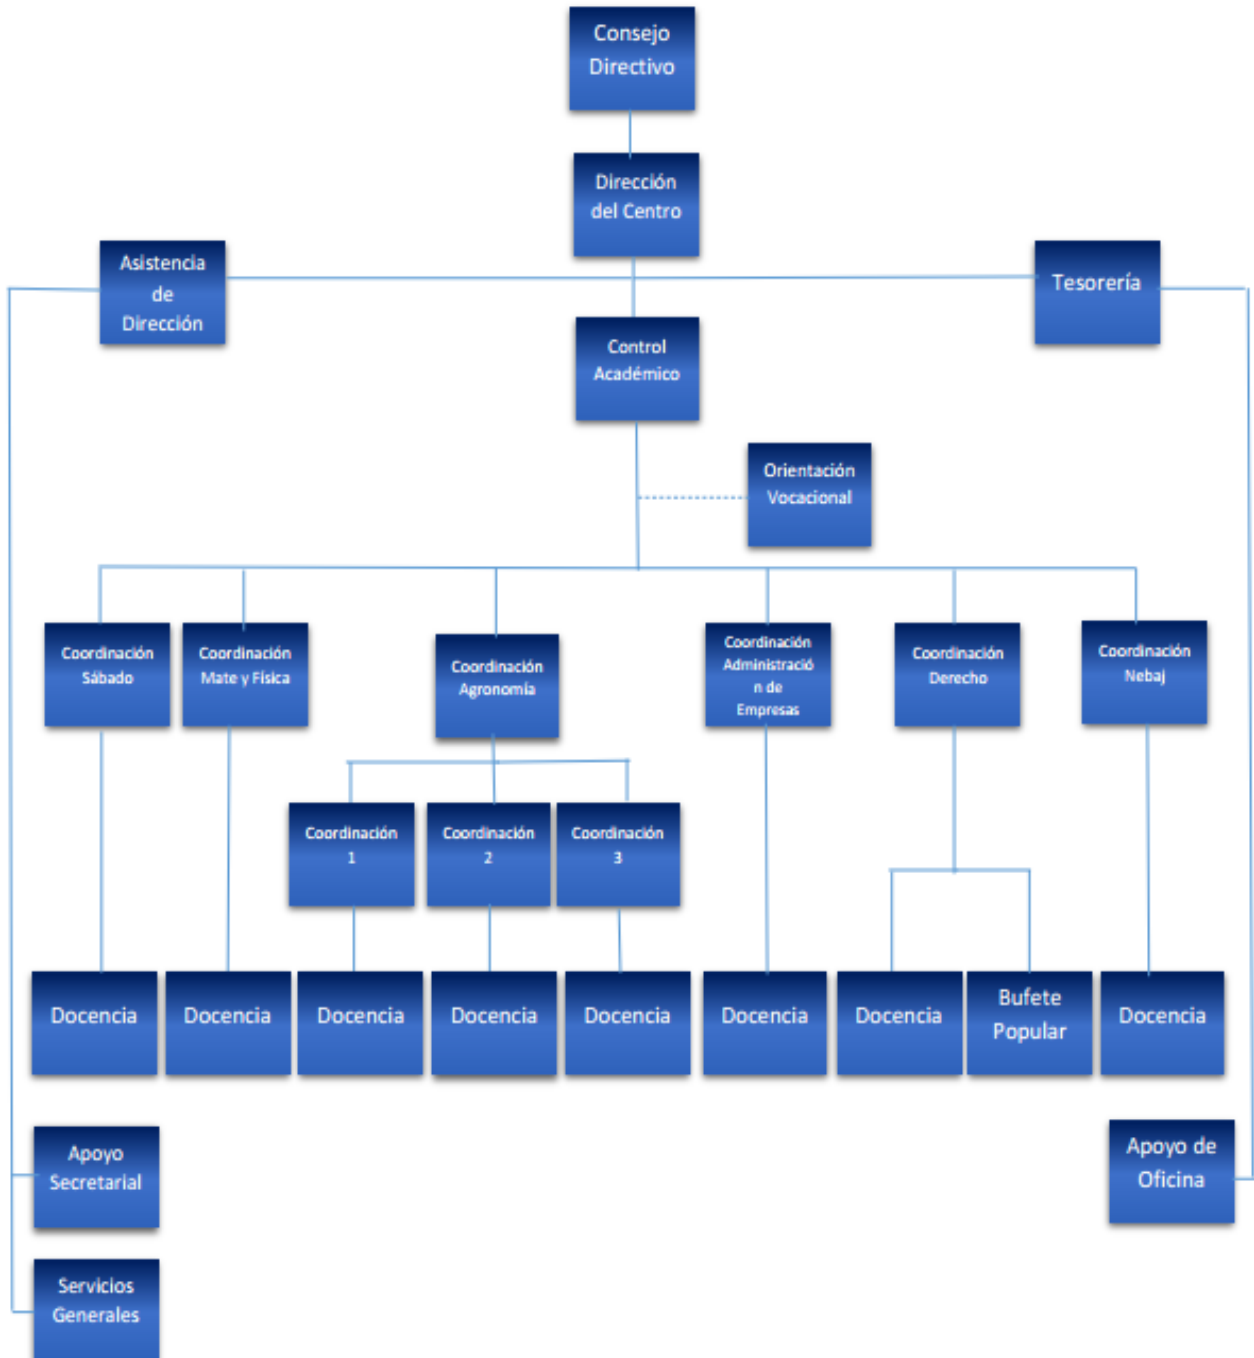 Consejo
Directivo
Dirección
del Centro
Asistencia
de
Dirección
Tesorería
Control
Académico
Orientación
Vocacional
Coordinación
Sábado
Coordinación
Mate y Física
Coordinación
Agronomía
Coordinación
Administració
n de
Empresas
Coordinación
Derecho
Coordinación
Nebaj
Coordinación
1
Coordinación
2
Coordinación
3
Docencia
Docencia
Docencia
Docencia
Docencia
Docencia
Docencia
Bufete
Popular
Docencia
Apoyo
Secretarial
Apoyo de
Oficina
Servicios
Generales